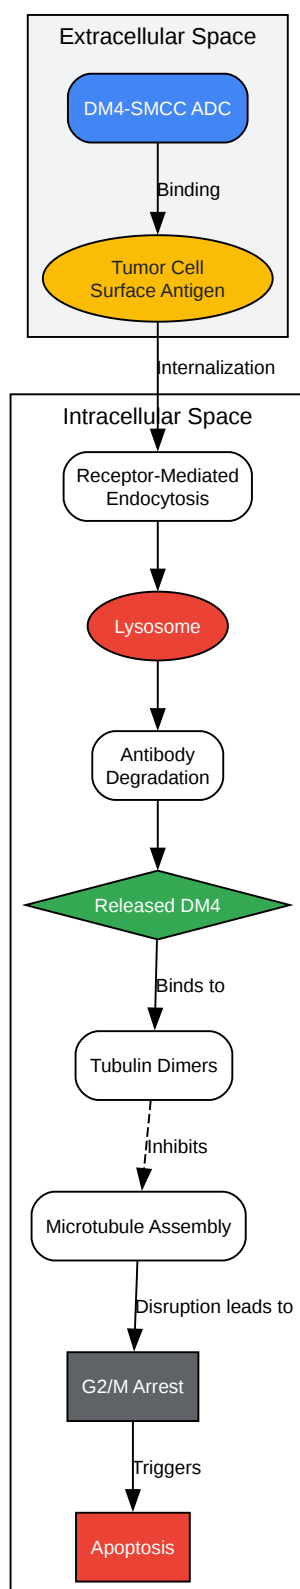 Extracellular Space
DM4-SMCC ADC
Binding
Tumor Cell
Surface Antigen
Internalization
Intracellular Space
Receptor-Mediated
Endocytosis
Lysosome
Antibody
Degradation
Released DM4
Binds to
Tubulin Dimers
Inhibits
Microtubule Assembly
Disruption leads to
G2/M Arrest
Triggers
Apoptosis